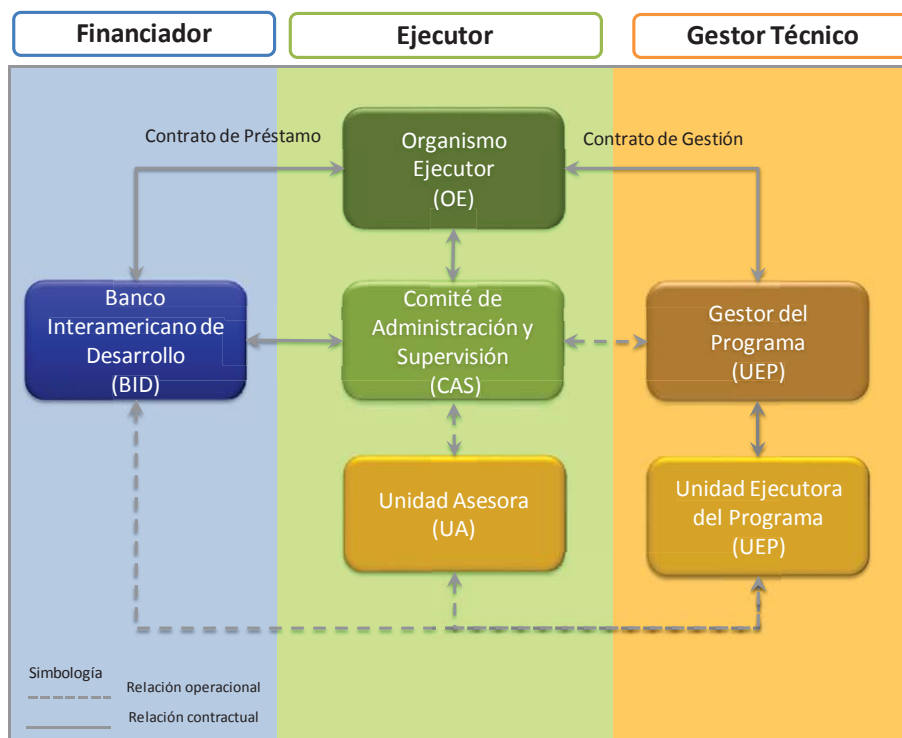 Financiador
Ejecutor
Gestor Técnico
Contrato de Préstamo
Organismo
Ejecutor
(OE)
Contrato de Gestión
Banco
Interamericano de
Desarrollo
(BID)
Comité de
Administración y
Supervisión
(CAS)
Gestor del
Programa
(UEP)
Unidad Asesora
(UA)
Unidad Ejecutora
del Programa
(UEP)
Simbología
Relación operacional
Relación contractual